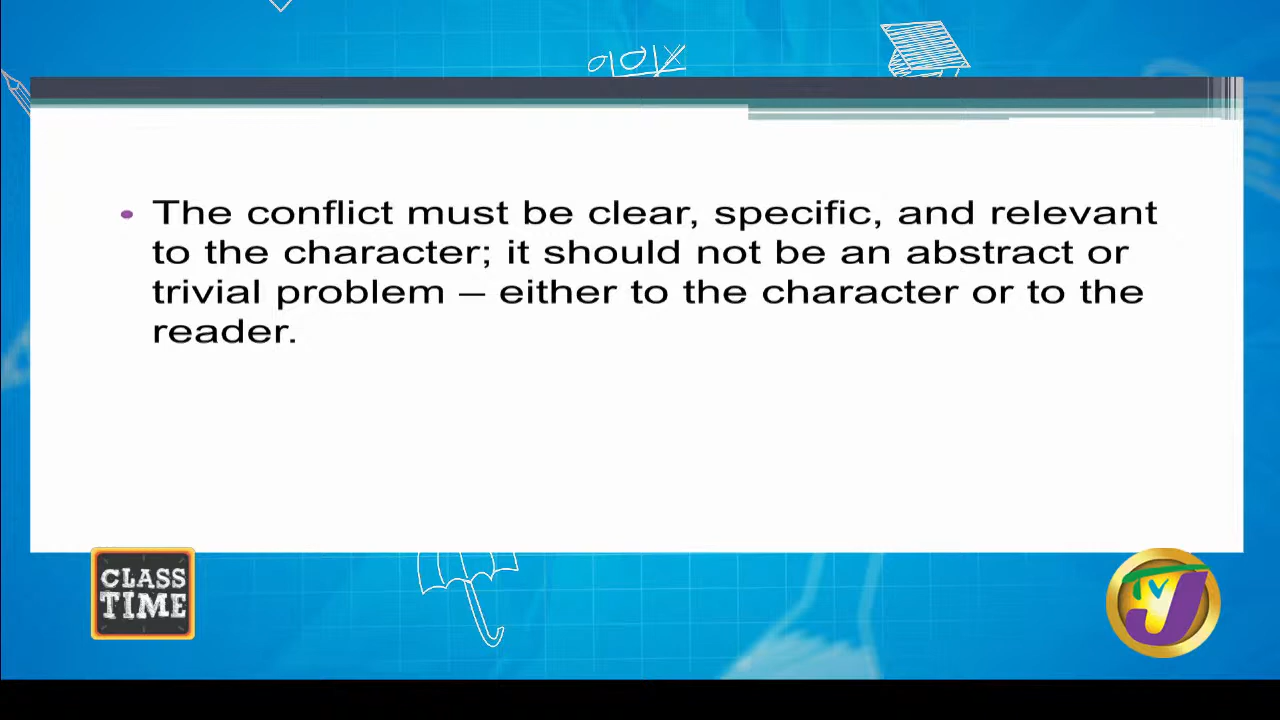 • The conflict must be clear, specific, and relevant
to the character; it should not be an abstract or
trivial problem – either to the character or to the
reader.
CLASS
TIME
TVJ